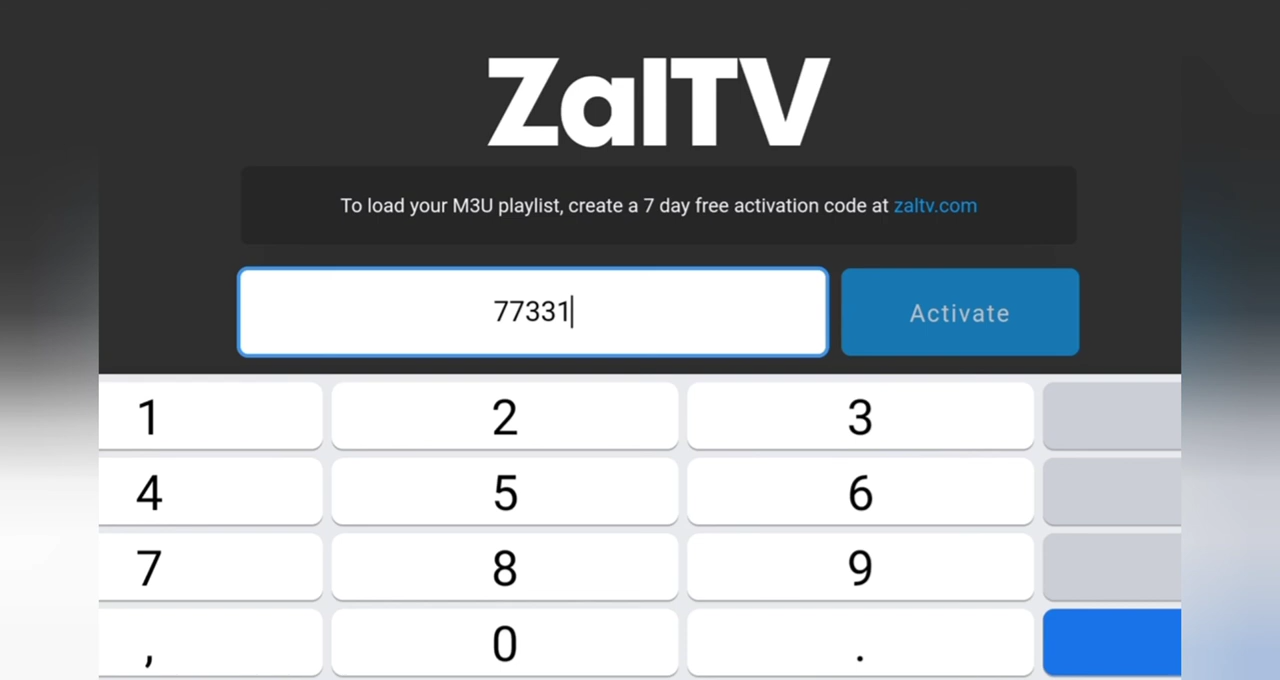 ZalTV
To load your M3U playlist, create a 7 day free activation code at zaltv.com
77331
Activate
1 2 3
4 5 6
7 8 9
, 0 .